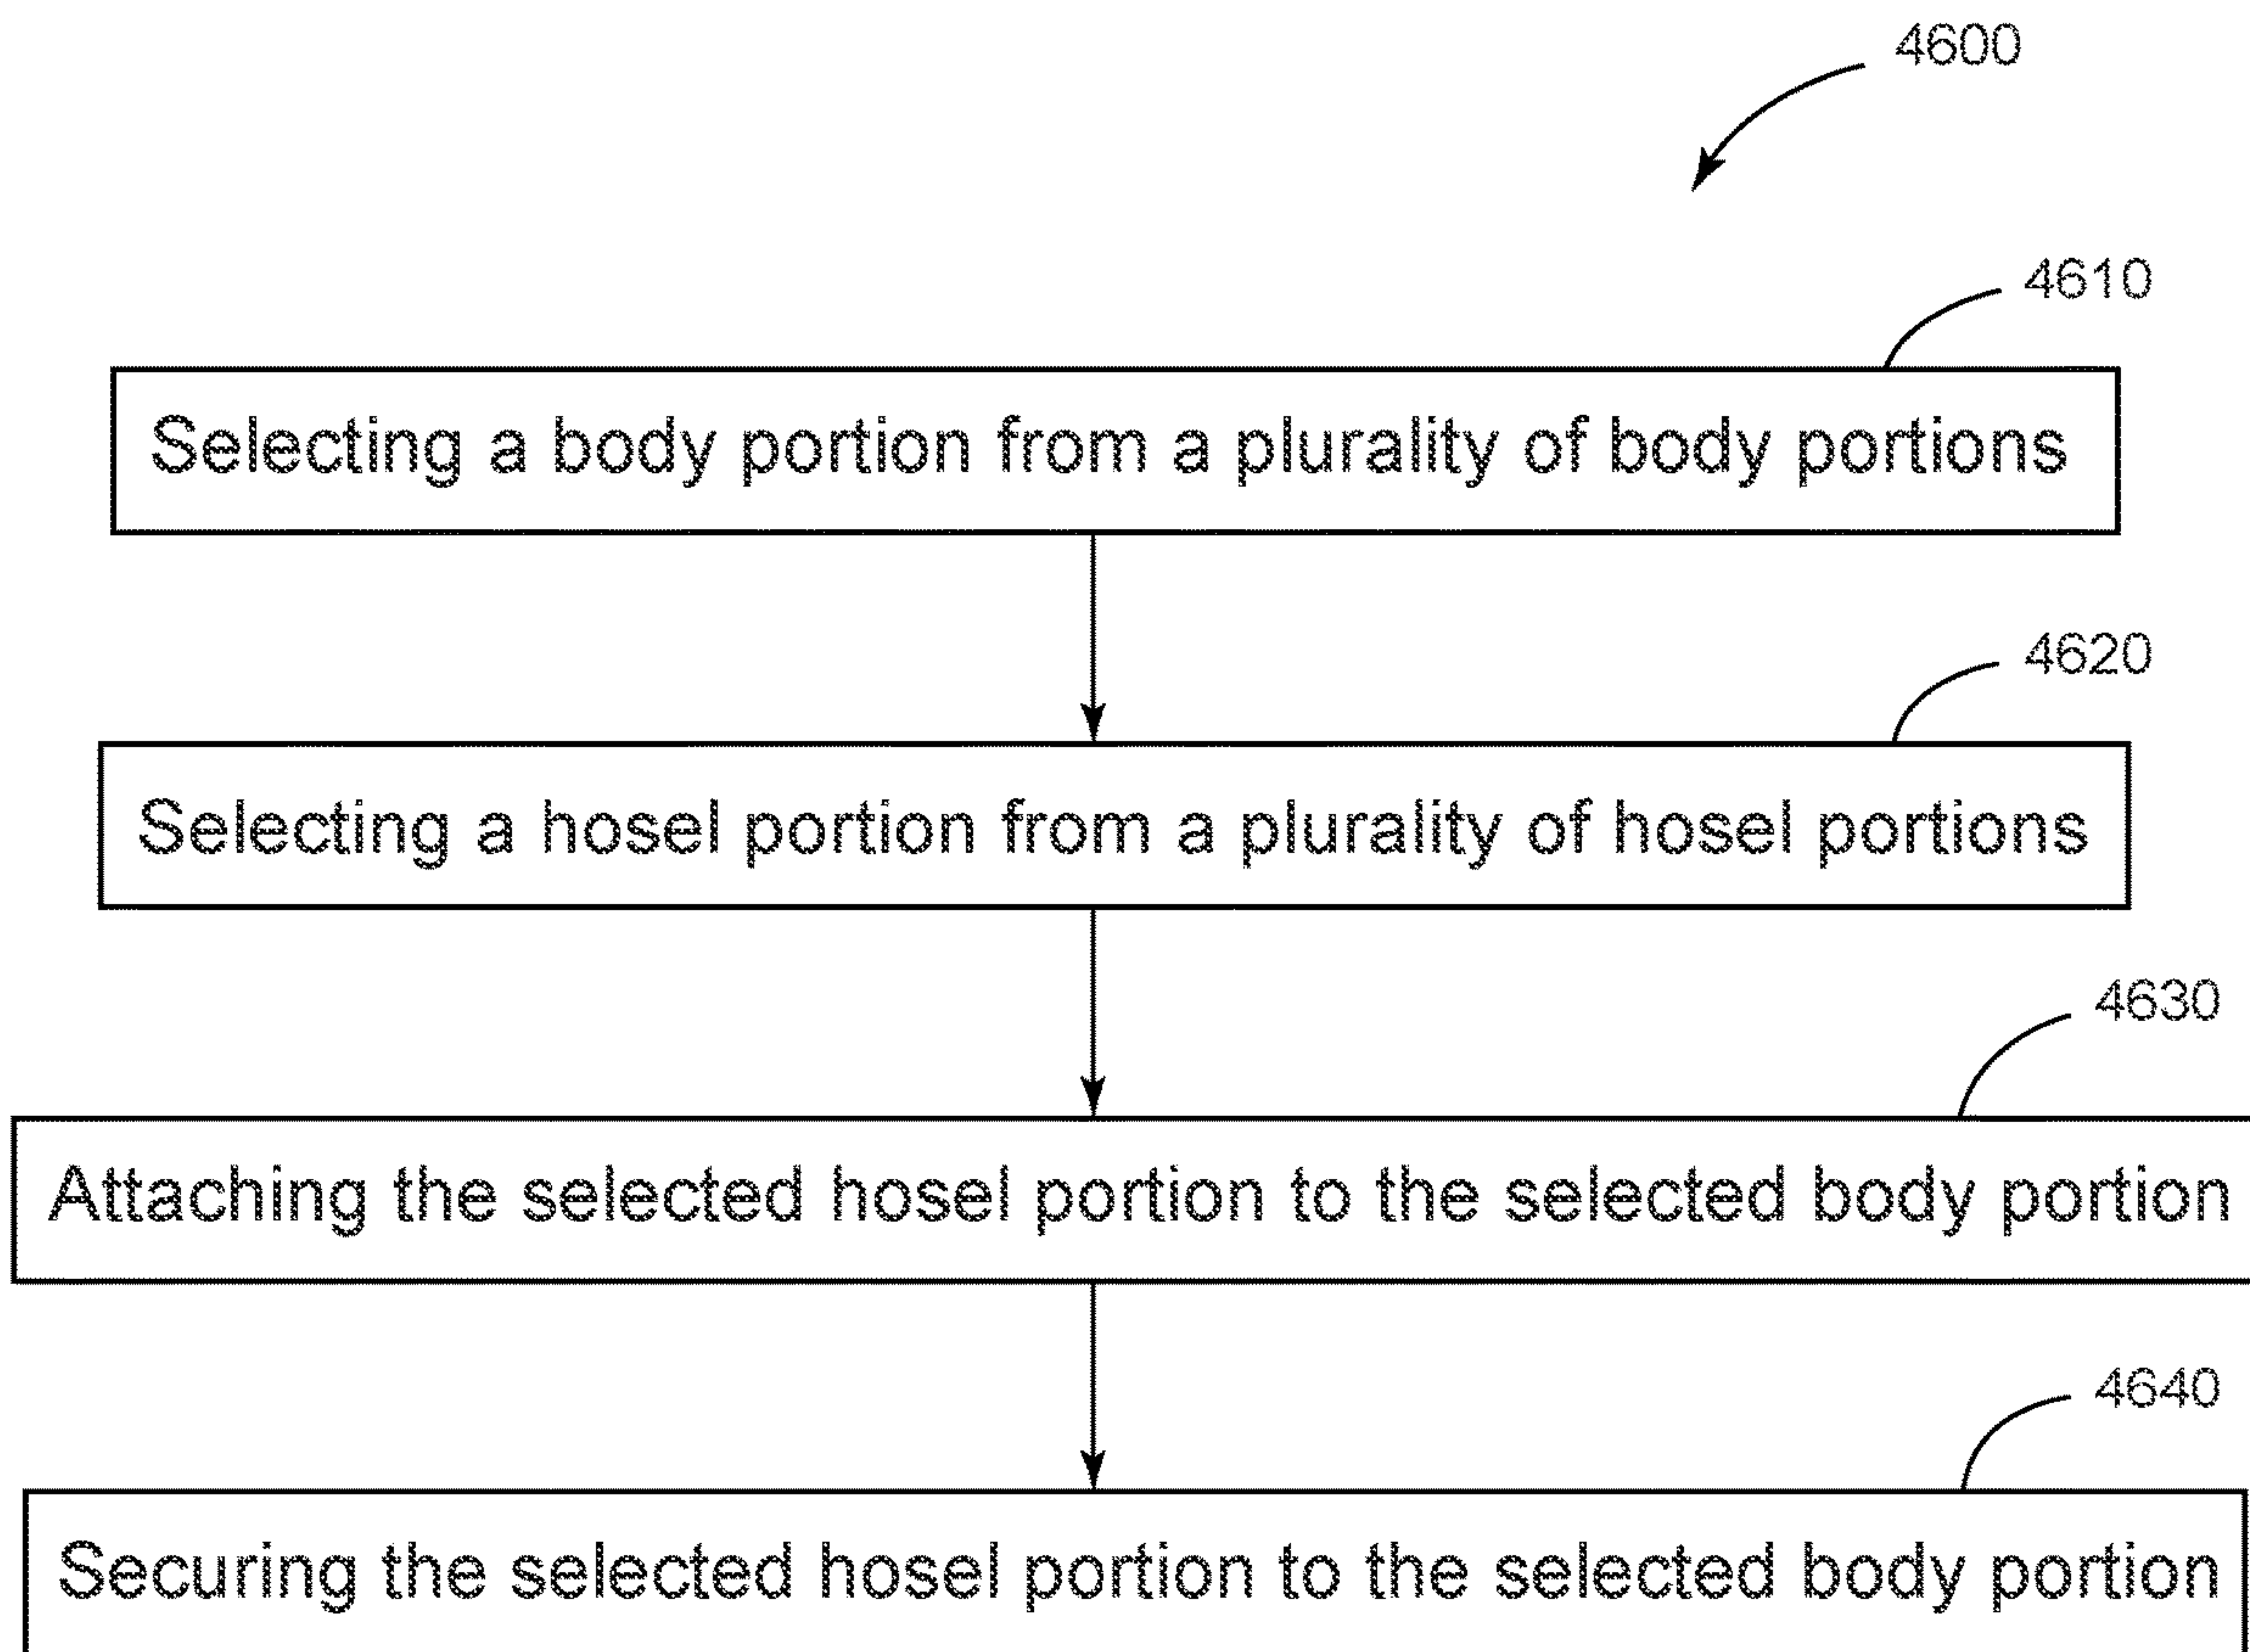 4600
4610
Selecting a body portion from a plurality of body portions
4620
Selecting a hosel portion from a plurality of hosel portions
4630
Attaching the selected hosel portion to the selected body portion
4640
Securing the selected hosel portion to the selected body portion